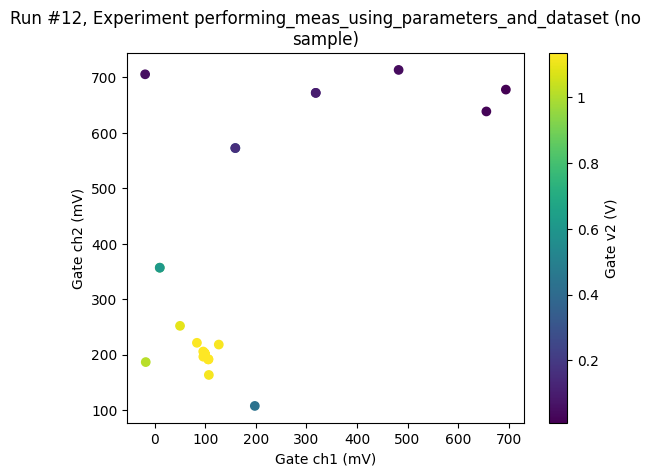 Run #12, Experiment performing_meas_using_parameters_and_dataset (no
sample)
700
600
500
400
300
200
100
Gate ch2 (mV)
0 100 200 300 400 500 600 700
Gate ch1 (mV)
1
0.8
0.6
0.4
0.2
Gate v2 (V)